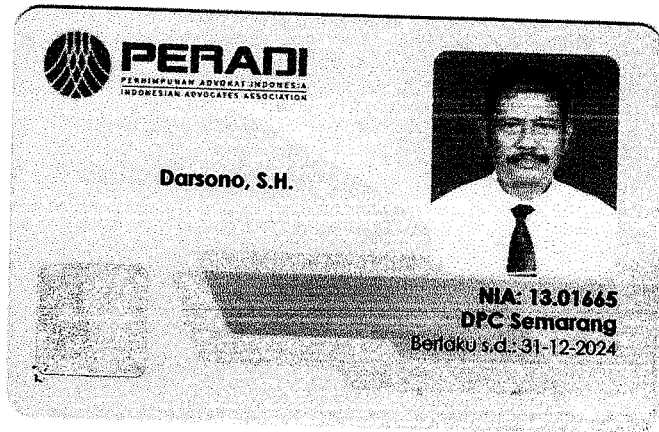 PERADI
PERHIMPUNAN ADVOKAT INDONESIA
INDONESIAN ADVOCATES ASSOCIATION
Darsono, S.H.
NIA: 13.01665
DPC Semarang
Berlaku s.d.: 31-12-2024